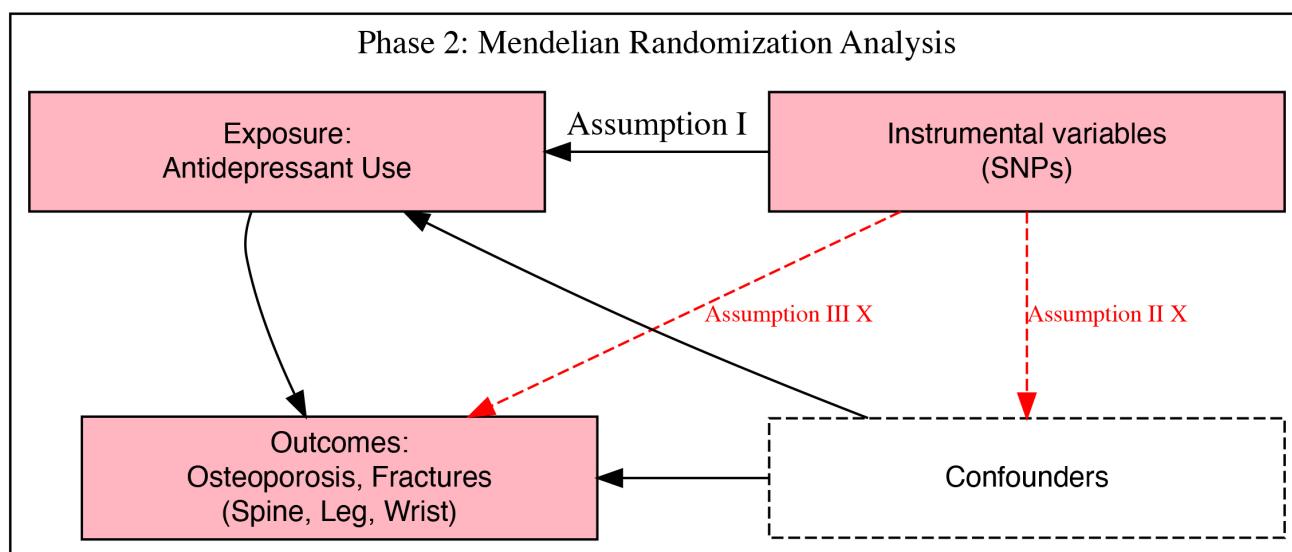 Phase 2: Mendelian Randomization Analysis
Exposure:
Antidepressant Use
Assumption I
Instrumental variables
(SNPs)
Assumption III X
Assumption II X
Outcomes:
Osteoporosis, Fractures
(Spine, Leg, Wrist)
Confounders